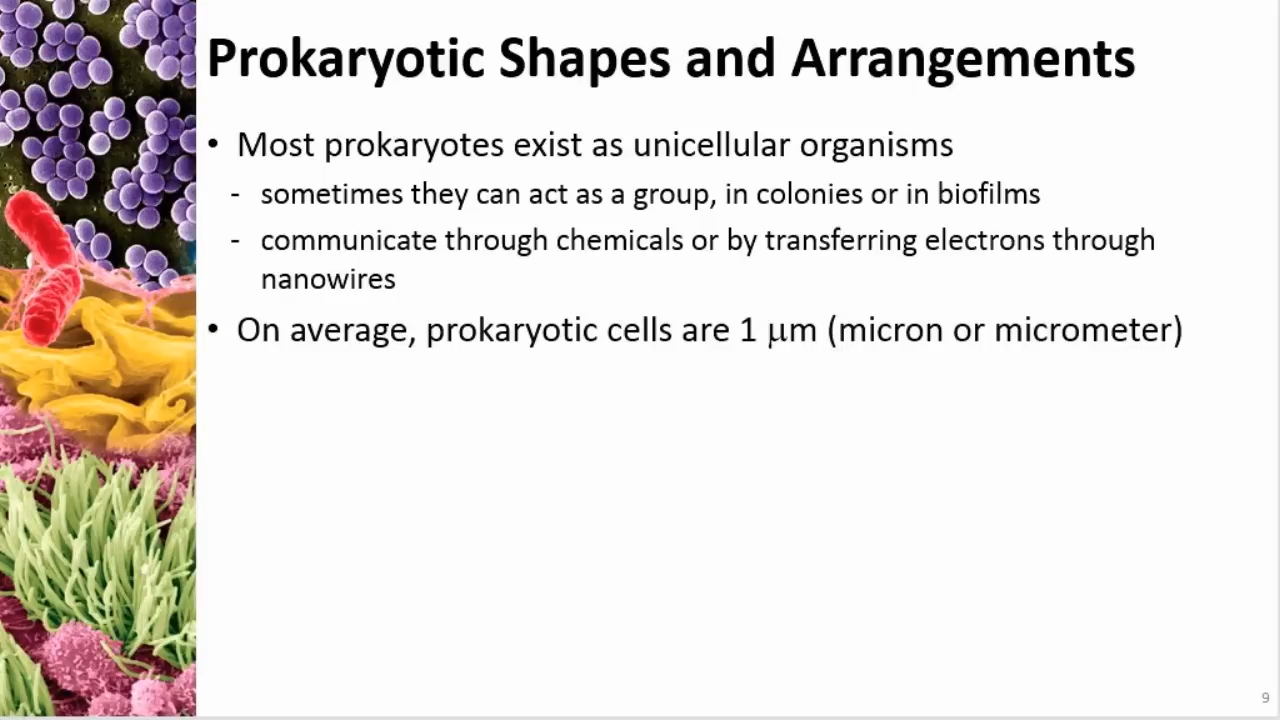 Prokaryotic Shapes and Arrangements
• Most prokaryotes exist as unicellular organisms
- sometimes they can act as a group, in colonies or in biofilms
- communicate through chemicals or by transferring electrons through
nanowires
• On average, prokaryotic cells are 1 μm (micron or micrometer)
9